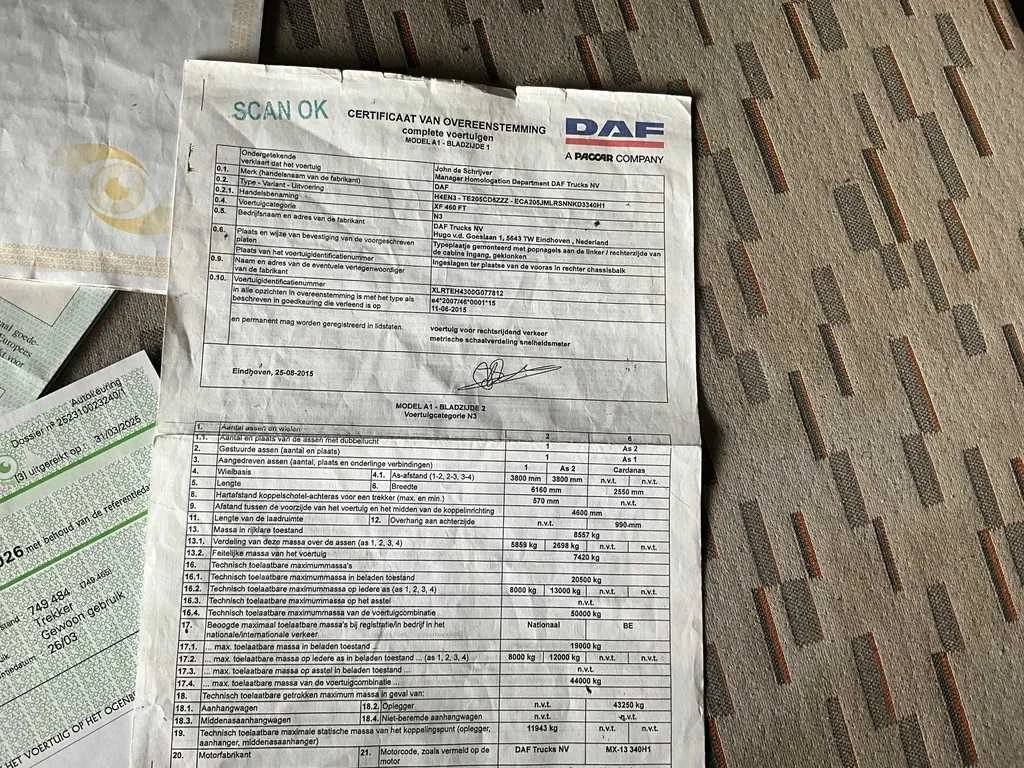 SCAN OK
CERTIFICAAT VAN OVEREENSTEMMING
complete voertuigen
MODEL A1 - BLADZIJDE 1
DAF
A PACCAR COMPANY
Ondergetekende
verklaart dat het voertuig
John de Schrijver
Manager Homologation Department DAF Trucks NV
0.1. Merk (handelsnaam van de fabrikant) DAF
0.2. Type - Variant - Uitvoering H4EN3 - TE205CD6ZZZ - ECA205JMLRSNNKD3340H1
0.2.1. Handelsbenaming XF 460 FT
0.4. Voertuigcategorie N3
0.5. Bedrijfsnaam en adres van de fabrikant DAF Trucks NV
Hugo v.d. Goeslaan 1, 5643 TW Eindhoven, Nederland
0.6. Plaats en wijze van bevestiging van de voorgeschreven platen Typeplaatje gemonteerd met popnagels aan de linker / rechterzijde van de cabine ingang, geklonken
Plaats van het voertuigidentificatienummer Ingeslagen ter plaatse van de vooras in rechter chassisbalk
0.9. Naam en adres van de eventuele vertegenwoordiger van de fabrikant
0.10. Voertuigidentificatienummer XLRTEH4300G077812
in alle opzichten in overeenstemming is met het type als e4*2007/46*0001*15
beschreven in goedkeuring die verleend is op 11-06-2015
en permanent mag worden geregistreerd in lidstaten. voertuig voor rechtsrijdend verkeer
metrische schaalverdeling snelheidsmeter
Eindhoven, 25-08-2015
MODEL A1 - BLADZIJDE 2
Voertuigcategorie N3
1. Aantal assen en wielen 2 6
1.1. Aantal en plaats van de assen met dubbellucht 1 As 2
2. Gestuurde assen (aantal en plaats) 1 As 1
3. Aangedreven assen (aantal, plaats en onderlinge verbindingen) 1 As 2 Cardanas
4. Wielbasis 4.1. As-afstand (1-2, 2-3, 3-4) 3800 mm 3800 mm n.v.t. n.v.t.
5. Lengte 6. Breedte 6160 mm 2550 mm
8. Hartafstand koppelschotel-achteras voor een trekker (max. en min.) 570 mm n.v.t.
9. Afstand tussen de voorzijde van het voertuig en het midden van de koppelinrichting 4600 mm
11. Lengte van de laadruimte 12. Overhang aan achterzijde n.v.t. 990 mm
13. Massa in rijklare toestand 8557 kg
13.1. Verdeling van deze massa over de assen (as 1, 2, 3, 4) 5859 kg 2698 kg n.v.t. n.v.t.
13.2. Feitelijke massa van het voertuig 7420 kg
16. Technisch toelaatbare maximummassa's
16.1. Technisch toelaatbare maximummassa in beladen toestand 20500 kg
16.2. Technisch toelaatbare maximummassa op iedere as (as 1, 2, 3, 4) 8000 kg 13000 kg n.v.t. n.v.t.
16.3. Technisch toelaatbare maximummassa op het asstel n.v.t.
16.4. Technisch toelaatbare maximummassa van de voertuigcombinatie 50000 kg
17. Beoogde maximaal toelaatbare massa's bij registratie/in bedrijf in het nationale/internationale verkeer Nationaal BE
17.1. ... max. toelaatbare massa in beladen toestand ... 19000 kg
17.2. ... max. toelaatbare massa op iedere as in beladen toestand ... (as 1, 2, 3, 4) 8000 kg 12000 kg n.v.t. n.v.t.
17.3. ... max. toelaatbare massa op asstel in beladen toestand ... n.v.t.
17.4. ... max. toelaatbare massa van de voertuigcombinatie ... 44000 kg
18. Technisch toelaatbare getrokken maximum massa in geval van:
18.1. Aanhangwagen 18.2. Oplegger n.v.t. 43250 kg
18.3. Middenasaanhangwagen 18.4. Niet-beremde aanhangwagen n.v.t. n.v.t.
19. Technisch toelaatbare maximale statische massa van het koppelingspunt (oplegger, aanhanger, middenasaanhanger) 11943 kg n.v.t. n.v.t.
20. Motorfabrikant 21. Motorcode, zoals vermeld op de motor DAF Trucks NV MX-13 340H1
aal goede-
Europees
voor
Autokeuring
Dossier nº 252310023240/1
[3] uitgereikt op 31/03/2025
026 met behoud van de referentieda
749 484 (749.465)
Trekker
Gewoon gebruik
26/03
HET VOERTUIG OP HET OGENB